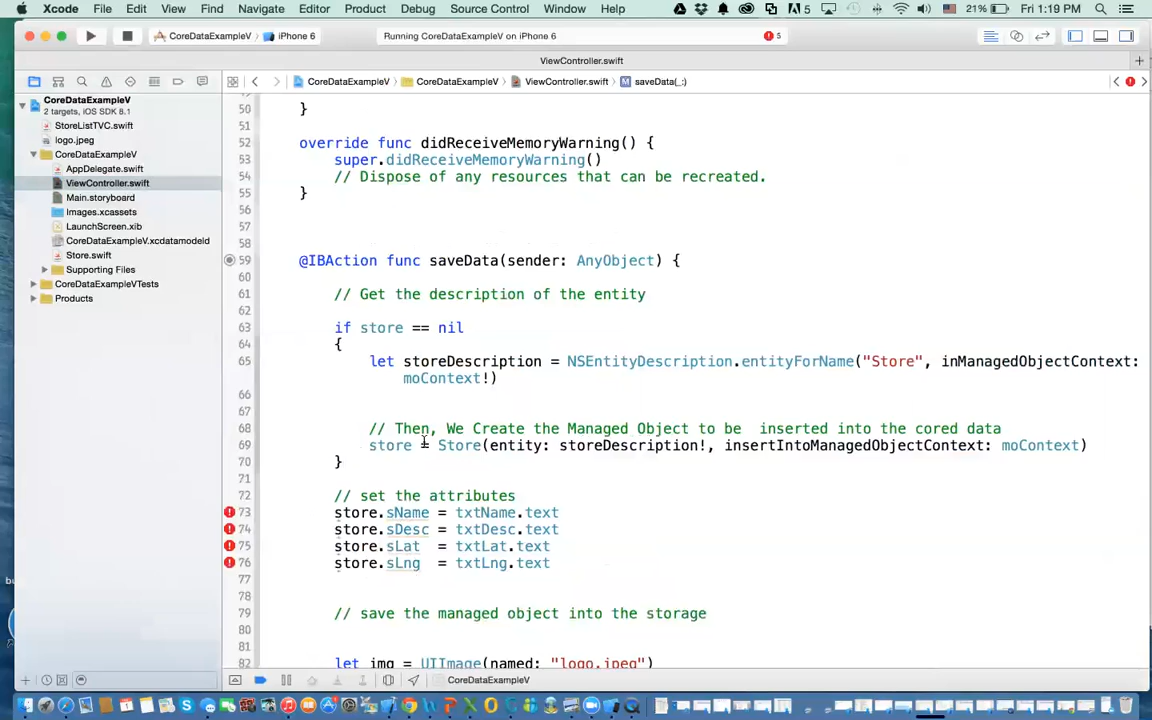 Xcode File Edit View Find Navigate Editor Product Debug Source Control Window Help 5 21% Fri 1:19 PM
CoreDataExampleV iPhone 6 Running CoreDataExampleV on iPhone 6 5
ViewController.swift
CoreDataExampleV CoreDataExampleV ViewController.swift M saveData(_:)
CoreDataExampleV
2 targets, iOS SDK 8.1
StoreListTVC.swift
logo.jpeg
CoreDataExampleV
AppDelegate.swift
ViewController.swift
Main.storyboard
Images.xcassets
LaunchScreen.xib
CoreDataExampleV.xcdatamodeld
Store.swift
Supporting Files
CoreDataExampleVTests
Products
50 }
51
52 override func didReceiveMemoryWarning() {
53 super.didReceiveMemoryWarning()
54 // Dispose of any resources that can be recreated.
55 }
56
57
58
59 @IBAction func saveData(sender: AnyObject) {
60
61 // Get the description of the entity
62
63 if store == nil
64 {
65 let storeDescription = NSEntityDescription.entityForName("Store", inManagedObjectContext:
moContext!)
66
67
68 // Then, We Create the Managed Object to be inserted into the cored data
69 store = Store(entity: storeDescription!, insertIntoManagedObjectContext: moContext)
70 }
71
72 // set the attributes
73 store.sName = txtName.text
74 store.sDesc = txtDesc.text
75 store.sLat = txtLat.text
76 store.sLng = txtLng.text
77
78
79 // save the managed object into the storage
80
81
82 let img = UIImage(named: "logo.jpeg")
CoreDataExampleV